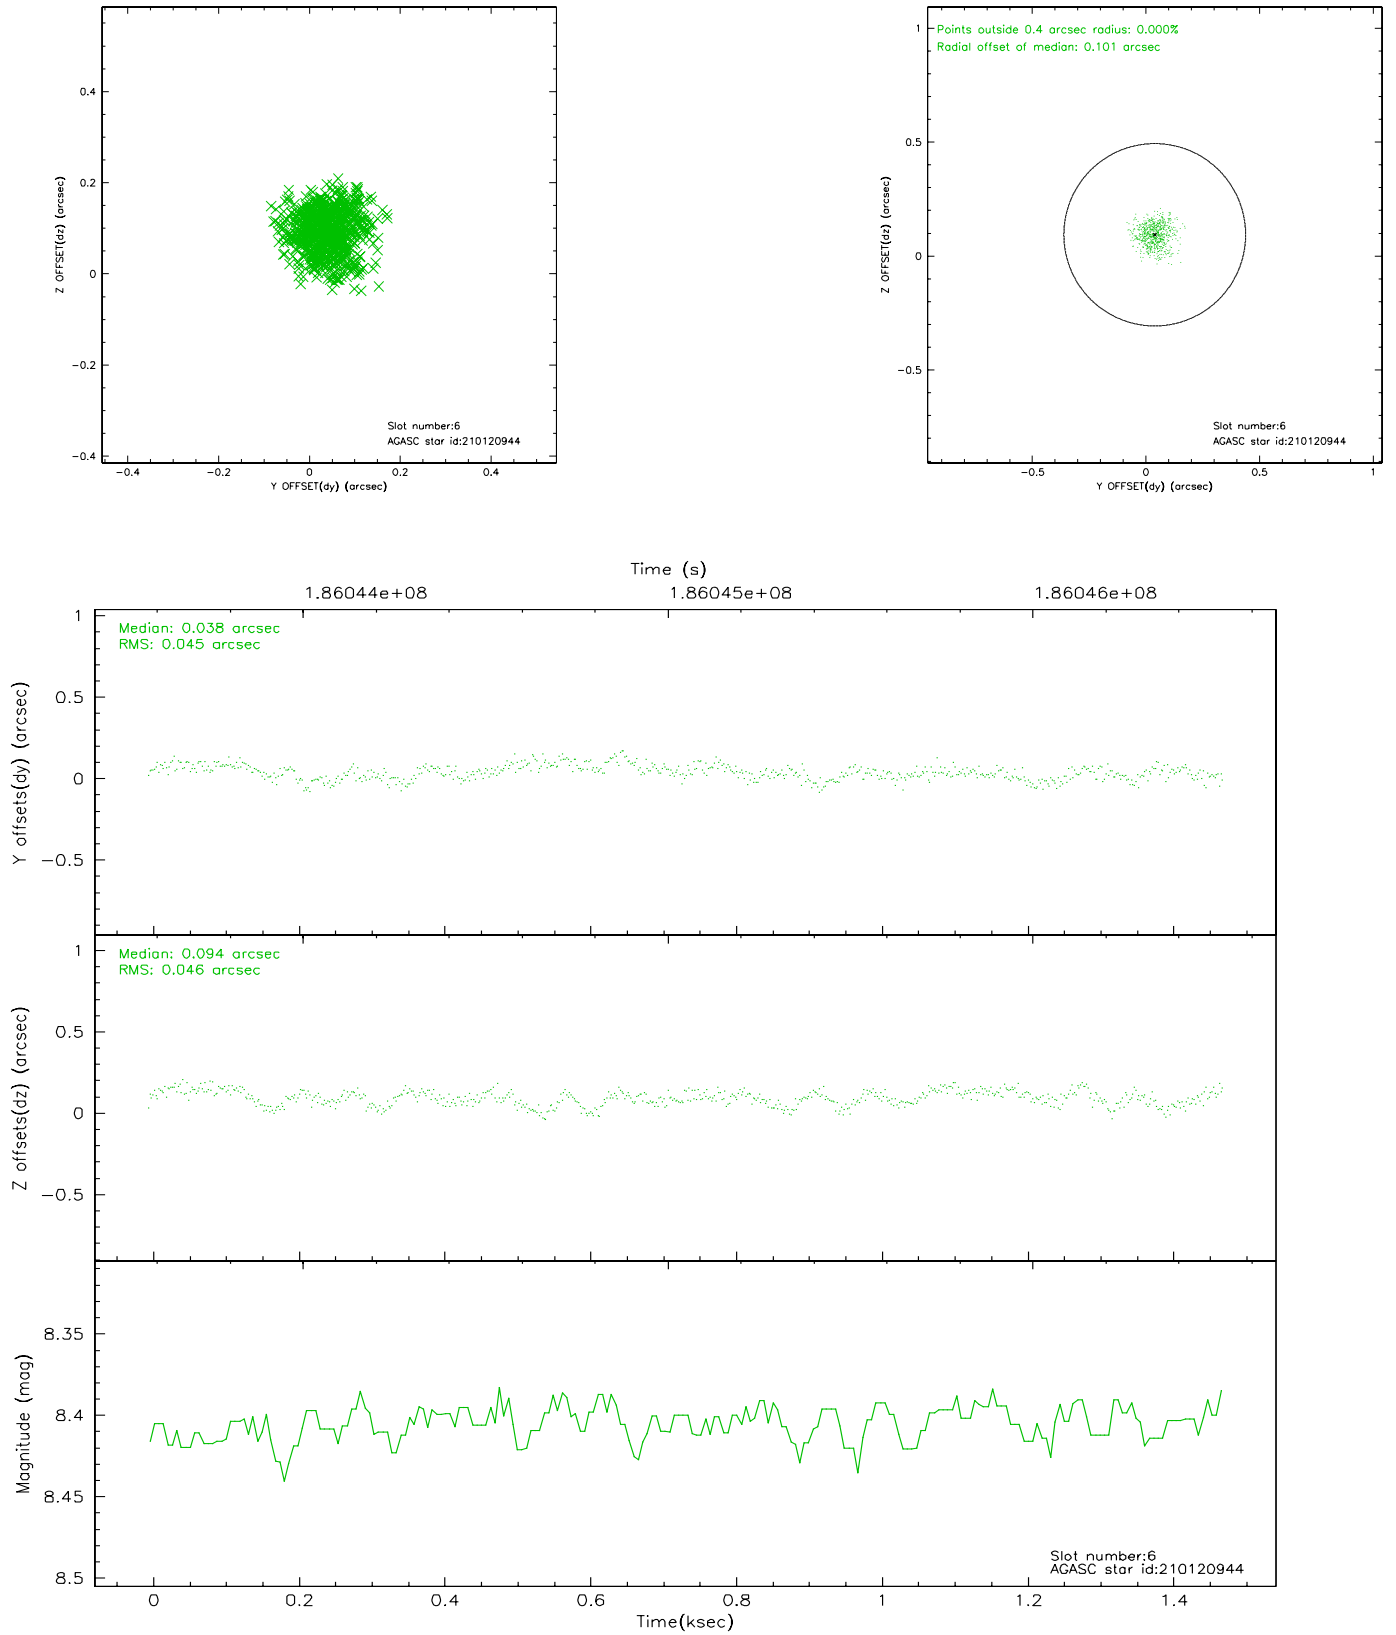 0.4
0.2
0
−0.2
−0.4
−0.4
−0.2
0
0.2
0.4
Z OFFSET(dz) (arcsec)
Y OFFSET(dy) (arcsec)
Slot number:6
AGASC star id:210120944
Points outside 0.4 arcsec radius: 0.000%
Radial offset of median: 0.101 arcsec
1
0.5
0
−0.5
−0.5
0
0.5
1
Z OFFSET(dz) (arcsec)
Y OFFSET(dy) (arcsec)
Slot number:6
AGASC star id:210120944
Time (s)
1.86044e+08
1.86045e+08
1.86046e+08
Median: 0.038 arcsec
RMS: 0.045 arcsec
1
0.5
0
−0.5
Y offsets(dy) (arcsec)
Median: 0.094 arcsec
RMS: 0.046 arcsec
1
0.5
0
−0.5
Z offsets(dz) (arcsec)
8.35
8.4
8.45
8.5
Magnitude (mag)
Slot number:6
AGASC star id:210120944
0
0.2
0.4
0.6
0.8
1
1.2
1.4
Time(ksec)